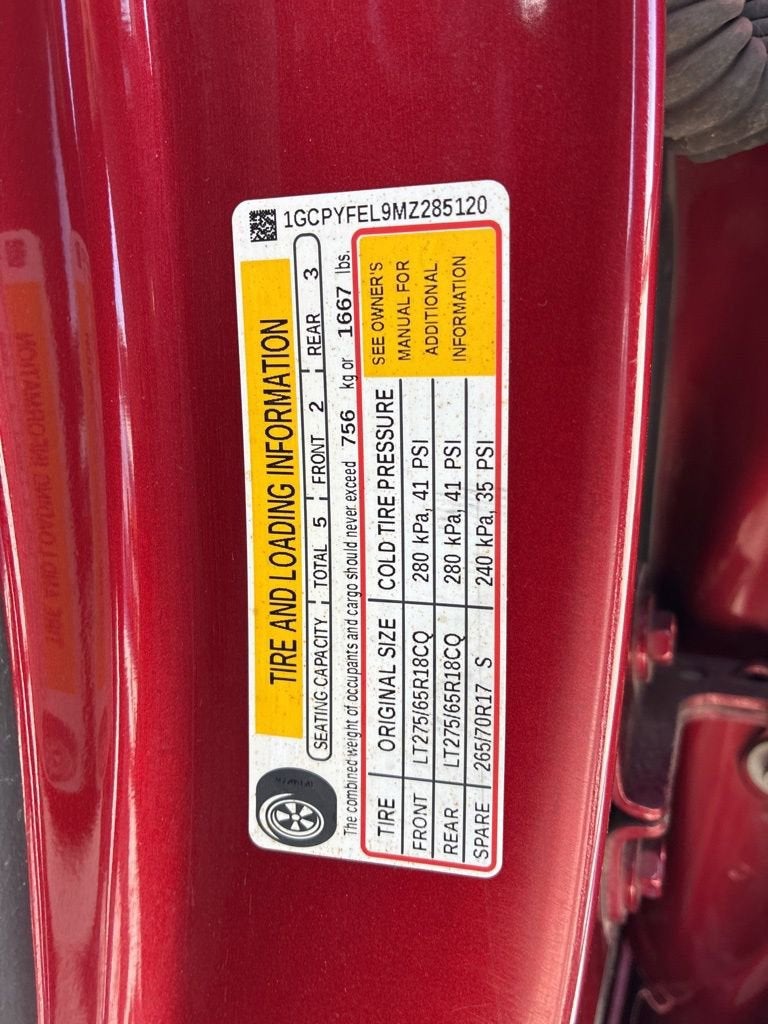 1GCPYFEL9MZ285120
TIRE AND LOADING INFORMATION
SEATING CAPACITY TOTAL 5 FRONT 2 REAR 3
The combined weight of occupants and cargo should never exceed 756 kg or 1667 lbs.
TIRE ORIGINAL SIZE COLD TIRE PRESSURE
FRONT LT275/65R18CQ 280 kPa, 41 PSI
REAR LT275/65R18CQ 280 kPa, 41 PSI
SPARE 265/70R17 S 240 kPa, 35 PSI
SEE OWNER'S
MANUAL FOR
ADDITIONAL
INFORMATION